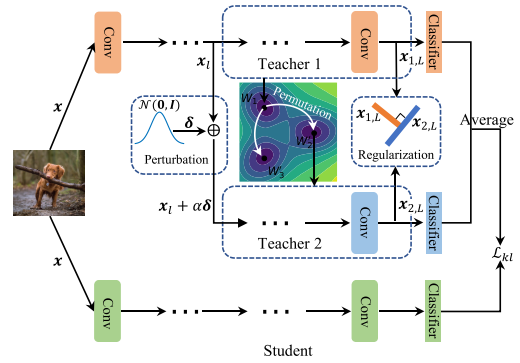 Conv
. . .
. . .
Conv
Classifier
Teacher 1
x_l
x_{1,L}
x
𝒩(0, I)
δ
⊕
Perturbation
W_1
Permutation
W_2
W_3'
x_{1,L}
x_{2,L}
Regularization
Average
x_l + αδ
. . .
Conv
Classifier
x_{2,L}
Teacher 2
ℒ_{kl}
x
Conv
. . .
. . .
Conv
Classifier
Student